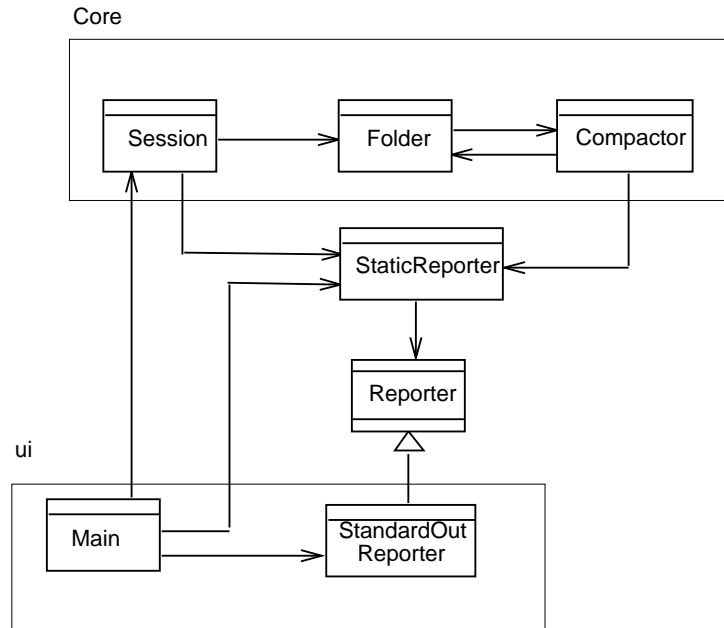 Core
Session
Folder
Compactor
StaticReporter
Reporter
ui
Main
StandardOut
Reporter